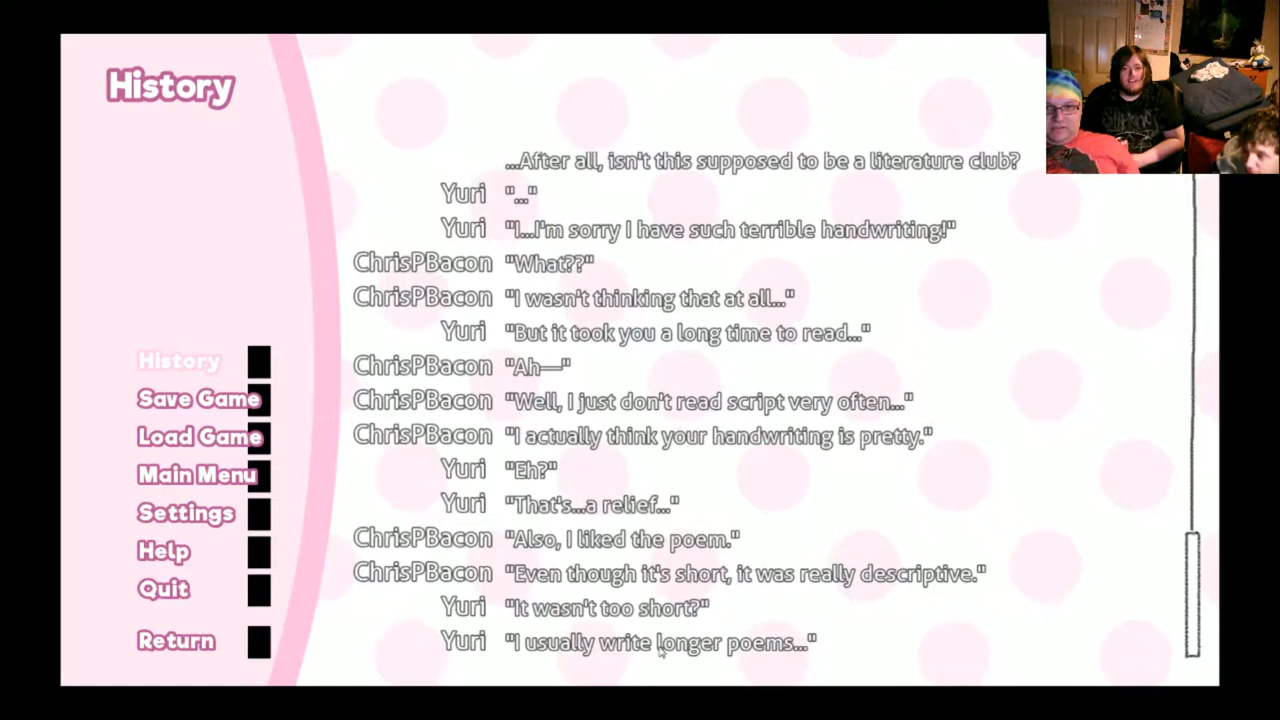 History
...After all, isn't this supposed to be a literature club?
Yuri "..."
Yuri "I...I'm sorry I have such terrible handwriting!"
ChrisPBacon "What??"
ChrisPBacon "I wasn't thinking that at all..."
Yuri "But it took you a long time to read..."
ChrisPBacon "Ah—"
ChrisPBacon "Well, I just don't read script very often..."
ChrisPBacon "I actually think your handwriting is pretty."
Yuri "Eh?"
Yuri "That's...a relief..."
ChrisPBacon "Also, I liked the poem."
ChrisPBacon "Even though it's short, it was really descriptive."
Yuri "It wasn't too short?"
Yuri "I usually write longer poems..."
History
Save Game
Load Game
Main Menu
Settings
Help
Quit
Return